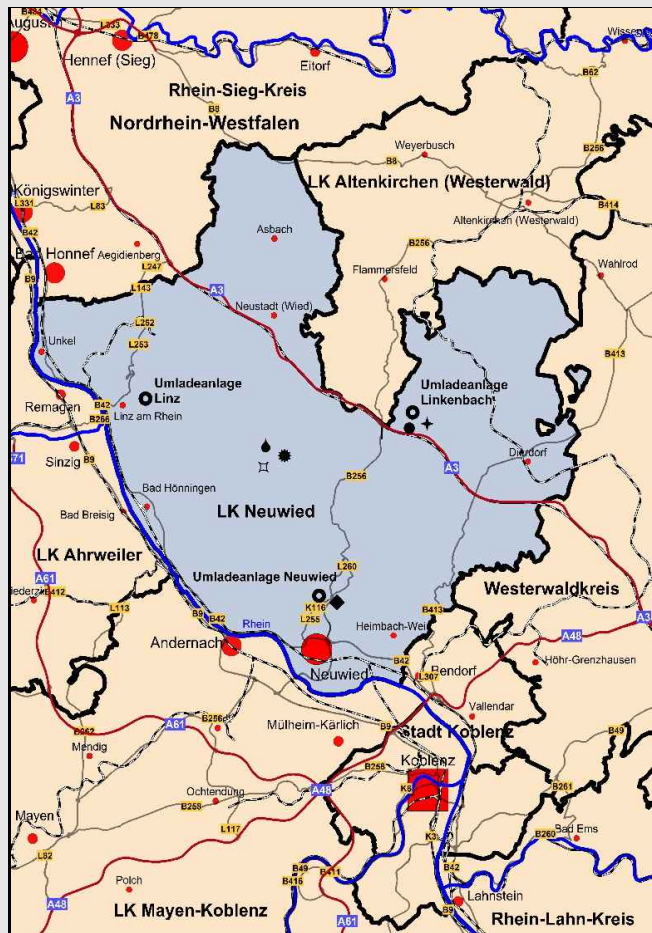 B484
L333
Hennef (Sieg)
B478
Eitorf
A3
Rhein-Sieg-Kreis
B62
B8
Nordrhein-Westfalen
Weyerbusch
B256
B8
Königswinter
LK Altenkirchen (Westerwald)
L331
L83
B414
Altenkirchen (Westerwald)
B42
Asbach
Bad Honnef
Aegidienberg
B256
L247
Flammersfeld
Wahlrod
B9
L143
A3
Neustadt (Wied)
L252
Unkel
L253
B413
Umladeanlage
Linz
Umladeanlage
Linkenbach
Remagen
B42
Linz am Rhein
B266
Sinzig
B9
A3
Dierdorf
B256
Bad Hönningen
LK Neuwied
Bad Breisig
LK Ahrweiler
L260
A61
Umladeanlage Neuwied
Westerwaldkreis
B412
L113
K116
B413
B9
B42
L255
Rhein
Heimbach-Wei
Andernach
A48
B42
Höhr-Grenzhausen
Neuwied
Bendorf
L307
Vallendar
A61
B256
B9
Stadt Koblenz
B49
Mülheim-Kärlich
Mendig
B258
Koblenz
A48
B261
Ochtendung
B258
L117
Mayen
K3
B260
Bad Ems
L82
B49
B411
B42
B416
Polch
A48
Lahnstein
B9
LK Mayen-Koblenz
A61
Rhein-Lahn-Kreis